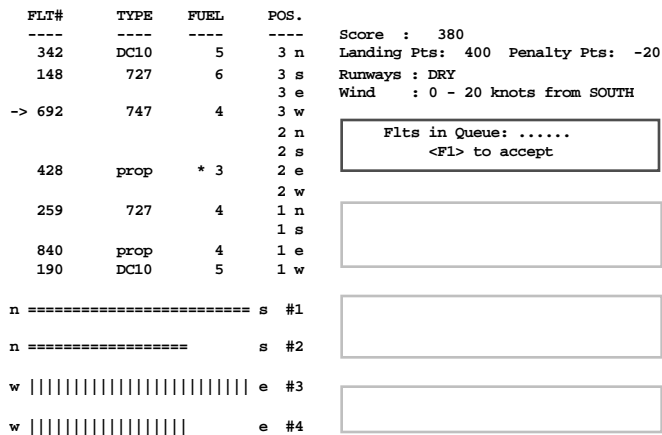 FLT# TYPE FUEL POS.
---- ---- ---- ----
342 DC10 5 3 n
148 727 6 3 s
3 e
-> 692 747 4 3 w
2 n
2 s
428 prop * 3 2 e
2 w
259 727 4 1 n
1 s
840 prop 4 1 e
190 DC10 5 1 w
n ========================= s #1
n ================== s #2
w ||||||||||||||||||||||||| e #3
w |||||||||||||||||| e #4
Score : 380
Landing Pts: 400 Penalty Pts: -20
Runways : DRY
Wind : 0 - 20 knots from SOUTH
Flts in Queue: ......
<F1> to accept